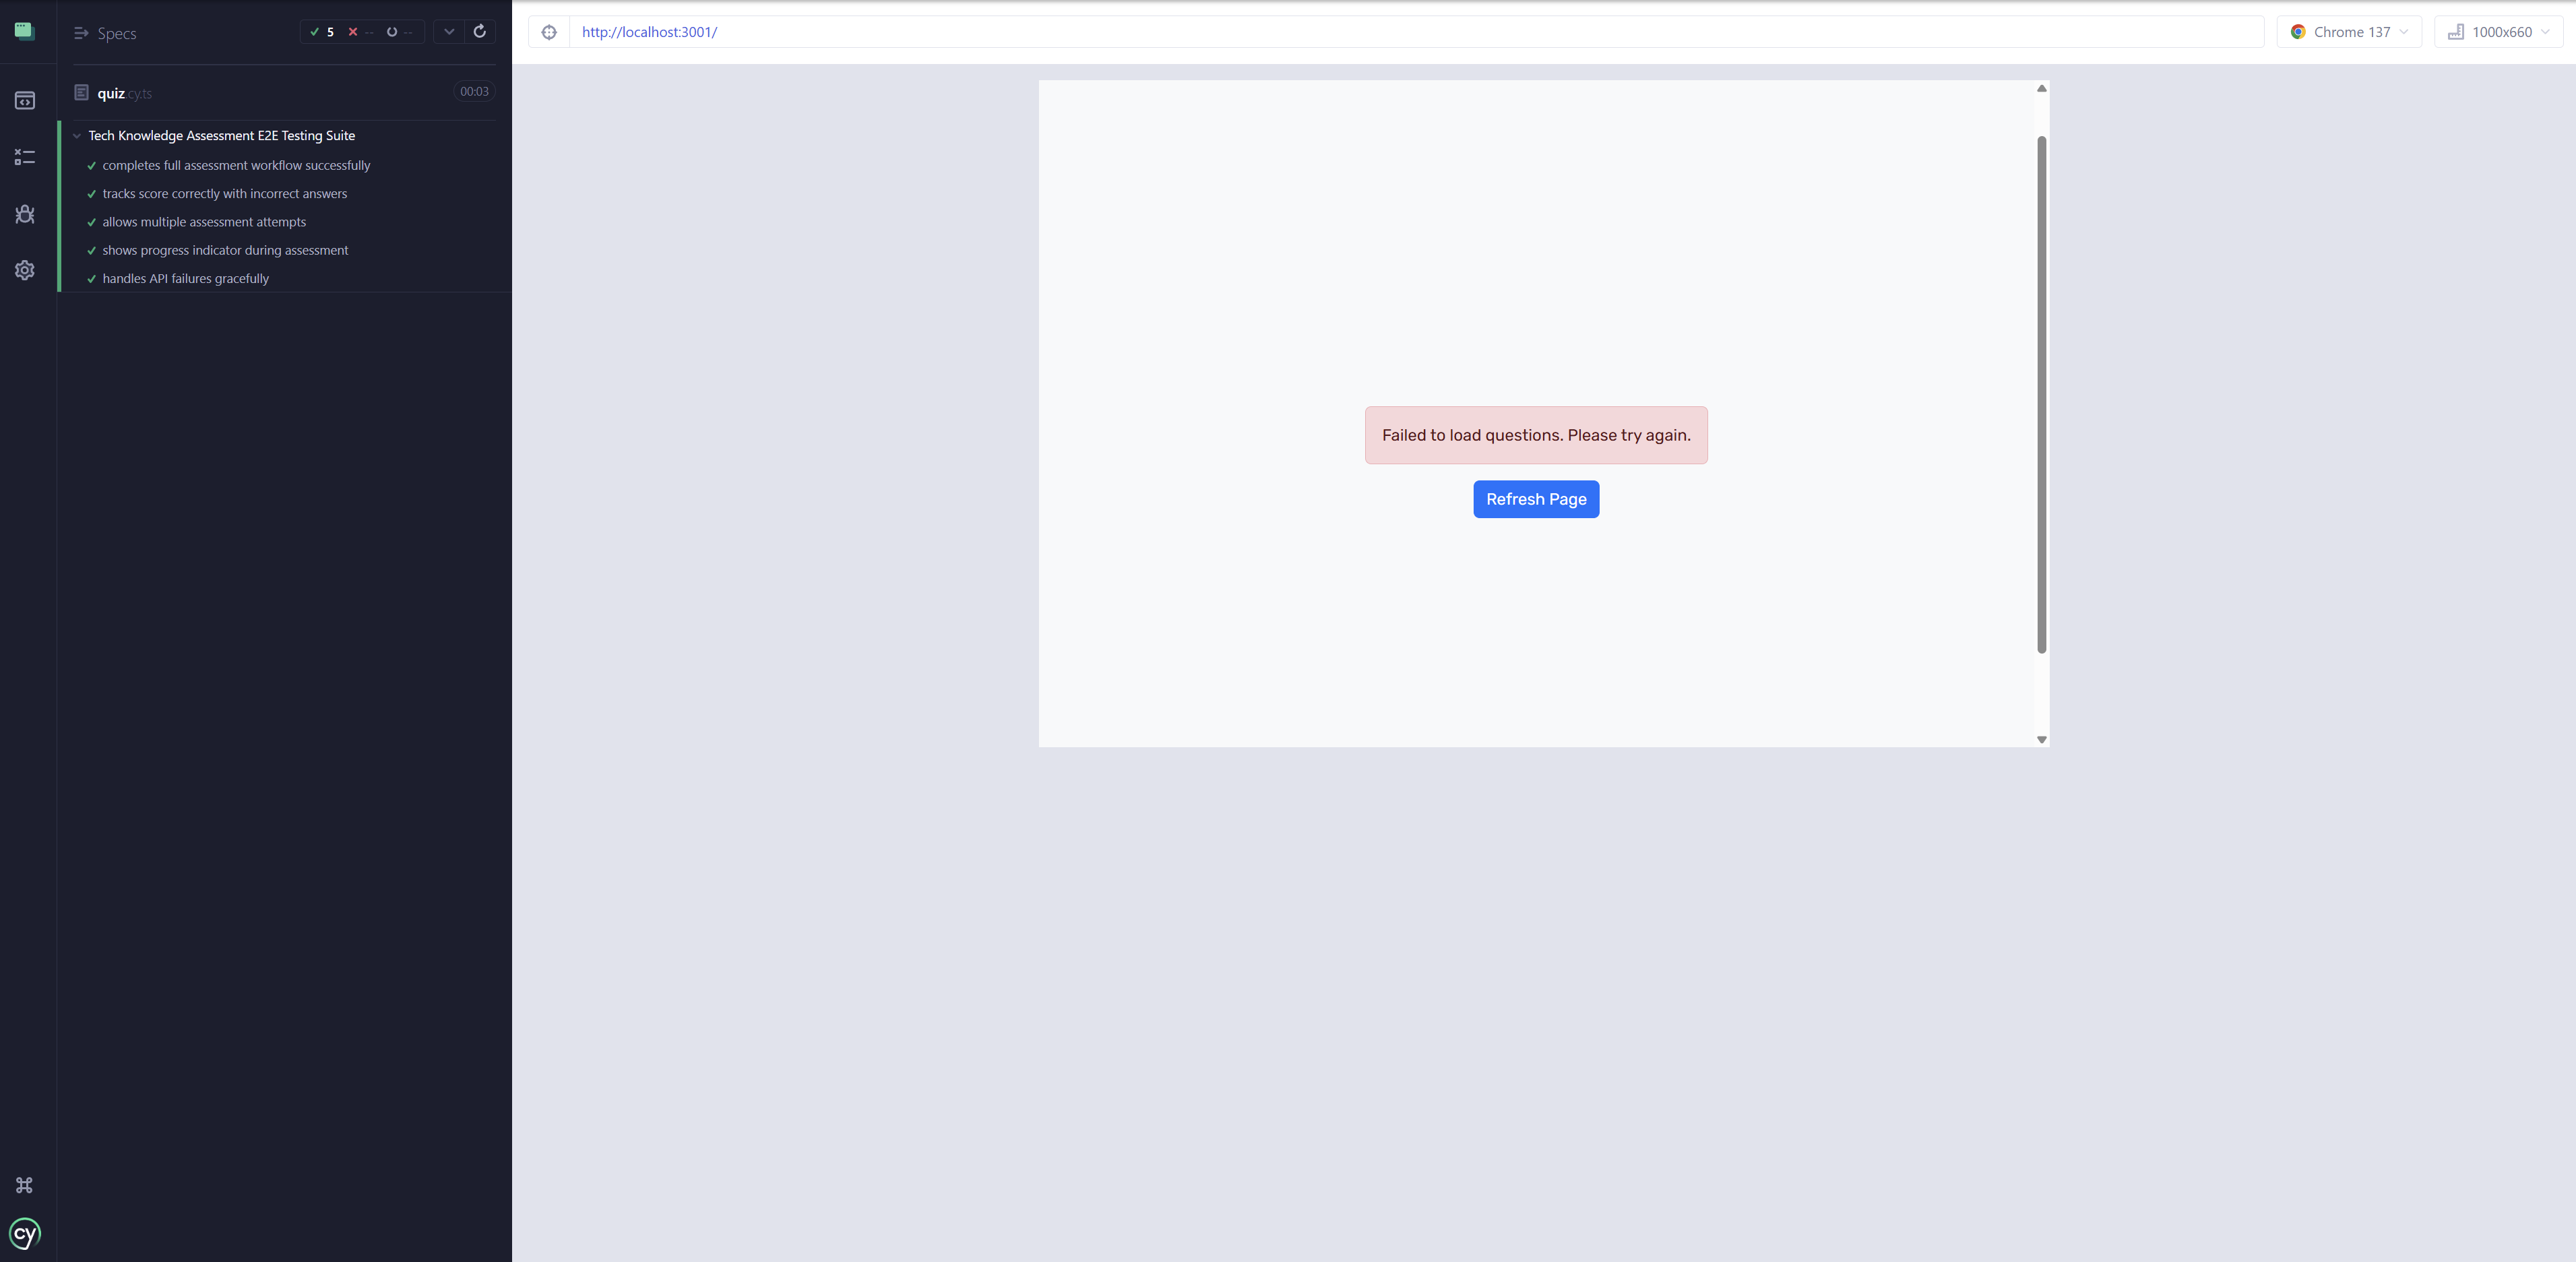 Specs
5 -- --
quiz.cy.ts
00:03
Tech Knowledge Assessment E2E Testing Suite
completes full assessment workflow successfully
tracks score correctly with incorrect answers
allows multiple assessment attempts
shows progress indicator during assessment
handles API failures gracefully
cy
http://localhost:3001/
Chrome 137
1000x660
Failed to load questions. Please try again.
Refresh Page